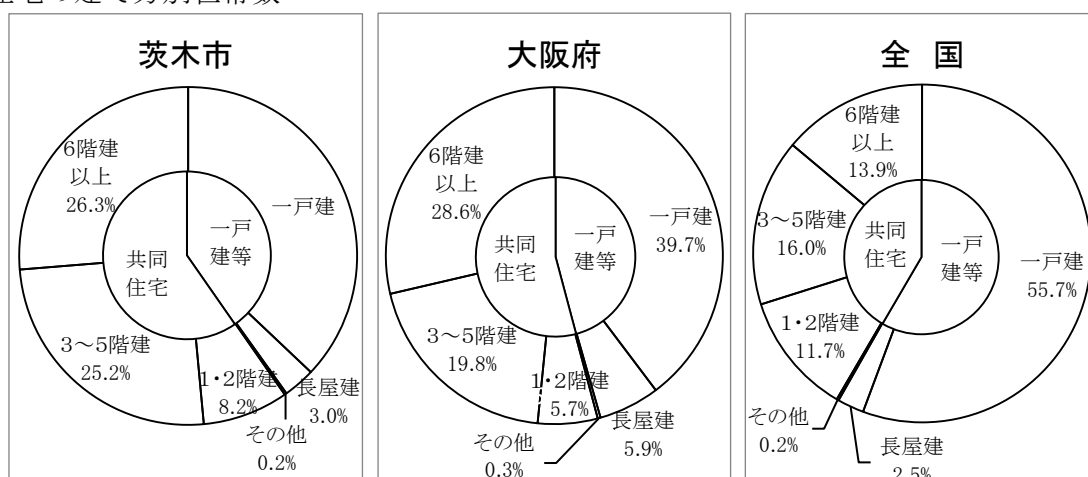 茨木市
6階建
以上
26.3%
一戸建
一戸
建等
共同
住宅
3～5階建
25.2%
1・2階建
8.2%
長屋建
3.0%
その他
0.2%
大阪府
6階建
以上
28.6%
一戸建
39.7%
一戸
建等
共同
住宅
3～5階建
19.8%
1・2階建
5.7%
長屋建
5.9%
その他
0.3%
全 国
6階建
以上
13.9%
3～5階建
16.0%
共同
住宅
一戸
建等
一戸建
55.7%
1・2階建
11.7%
その他
0.2%
長屋建
2.5%